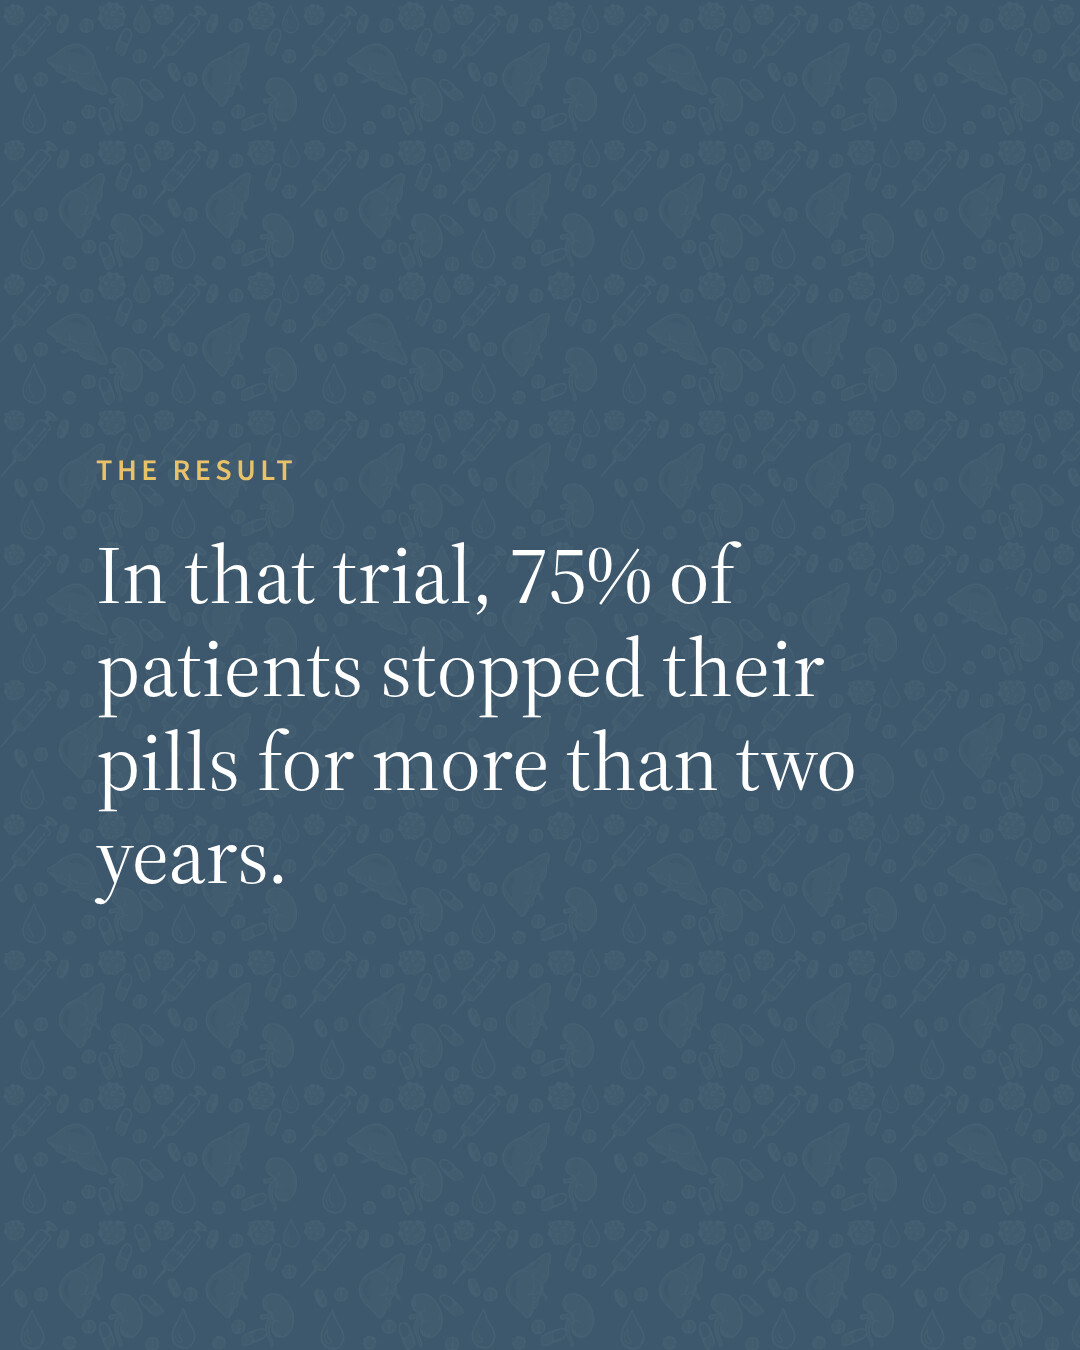 THE RESULT
In that trial, 75% of
patients stopped their
pills for more than two
years.